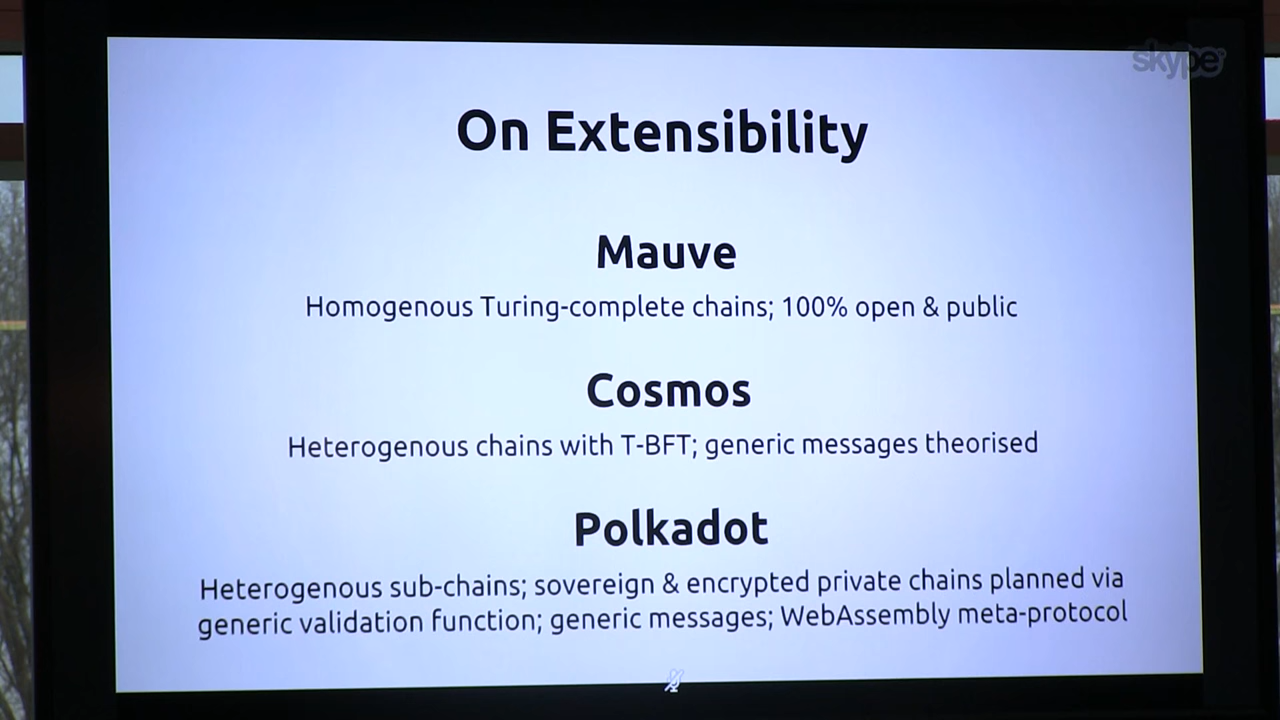 skype
On Extensibility
Mauve
Homogenous Turing-complete chains; 100% open & public
Cosmos
Heterogenous chains with T-BFT; generic messages theorised
Polkadot
Heterogenous sub-chains; sovereign & encrypted private chains planned via
generic validation function; generic messages; WebAssembly meta-protocol